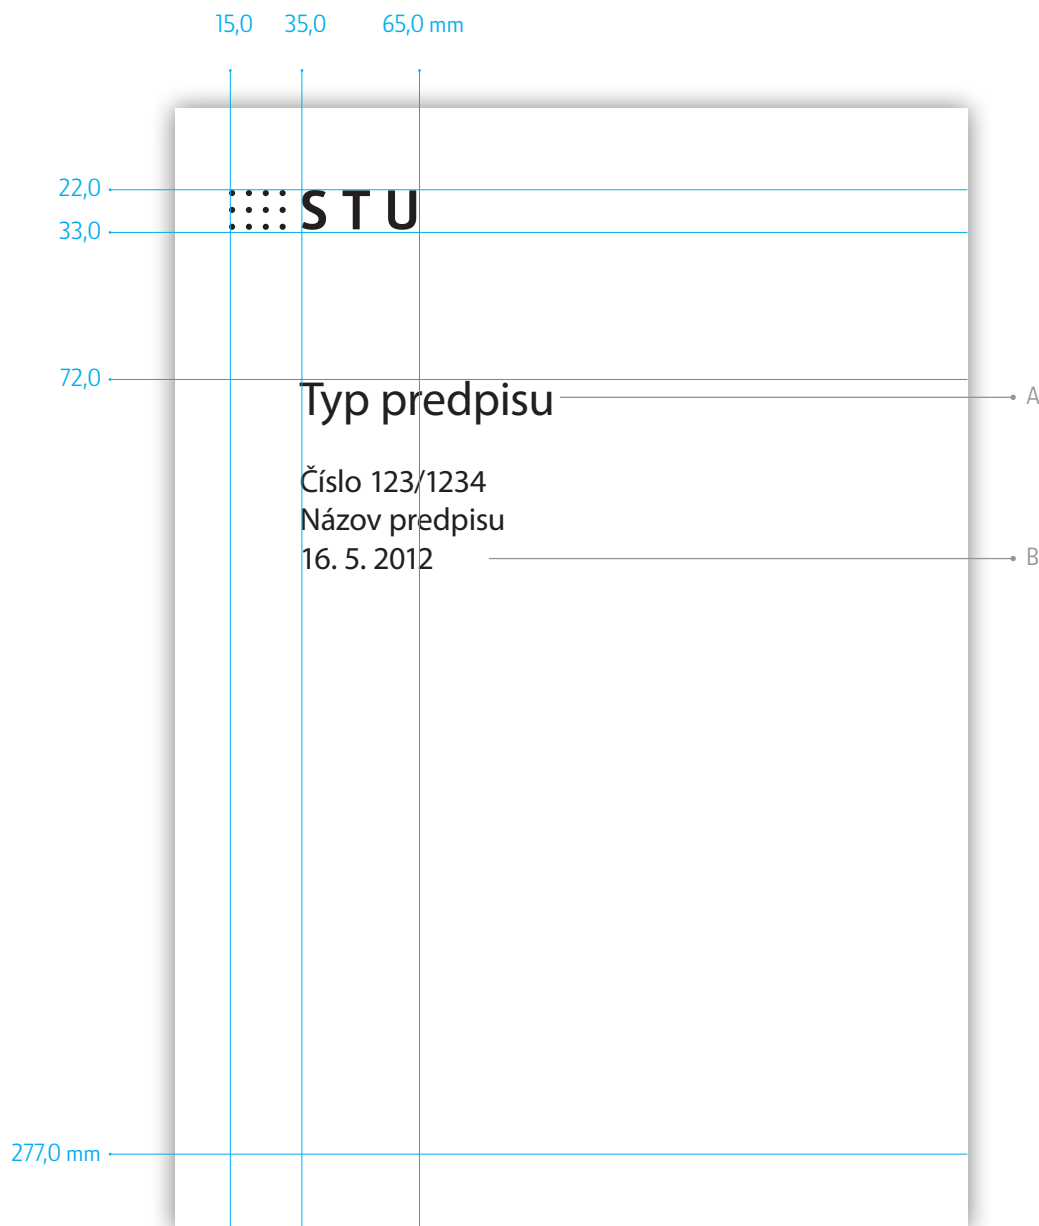 15,0 35,0 65,0 mm
22,0
STU
33,0
72,0
Typ predpisu
A
Číslo 123/1234
Názov predpisu
16. 5. 2012
B
277,0 mm